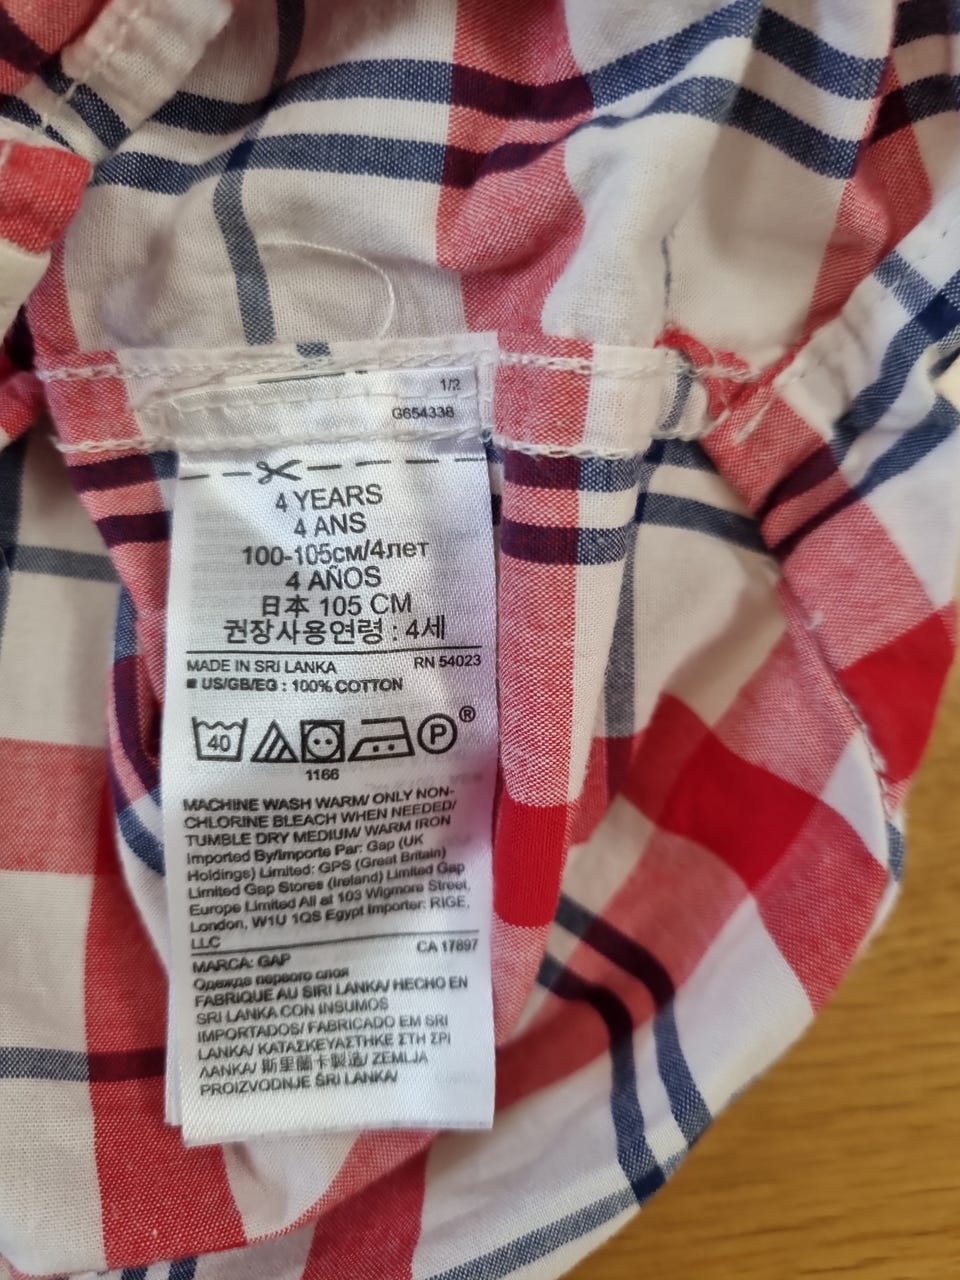 1/2
G654338
4 YEARS
4 ANS
100-105см/4лет
4 AÑOS
日本 105 CM
권장사용연령 : 4세
MADE IN SRI LANKA RN 54023
■ US/GB/EG : 100% COTTON
40 P ®
1166
MACHINE WASH WARM/ ONLY NON-
CHLORINE BLEACH WHEN NEEDED/
TUMBLE DRY MEDIUM/ WARM IRON
Imported By/Importe Par: Gap (UK
Holdings) Limited: GPS (Great Britain)
Limited Gap Stores (Ireland) Limited Gap
Europe Limited All at 103 Wigmore Street,
London, W1U 1QS Egypt Importer: RIGE,
LLC CA 17897
MARCA: GAP
Одежда первого слоя
FABRIQUE AU SIRI LANKA/ HECHO EN
SRI LANKA CON INSUMOS
IMPORTADOS/ FABRICADO EM SRI
LANKA/ ΚΑΤΑΣΚΕΥΑΣΤΗΚΕ ΣΤΗ ΣΡΙ
ΛΑΝΚΑ/ 斯里蘭卡製造/ ZEMLJA
PROIZVODNJE ŠRI LANKA/